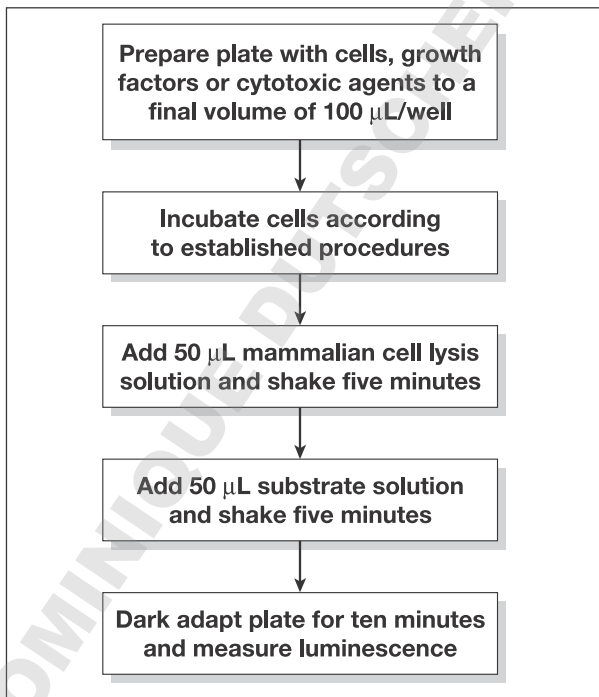 Prepare plate with cells, growth
factors or cytotoxic agents to a
final volume of 100 μL/well
Incubate cells according
to established procedures
Add 50 μL mammalian cell lysis
solution and shake five minutes
Add 50 μL substrate solution
and shake five minutes
Dark adapt plate for ten minutes
and measure luminescence